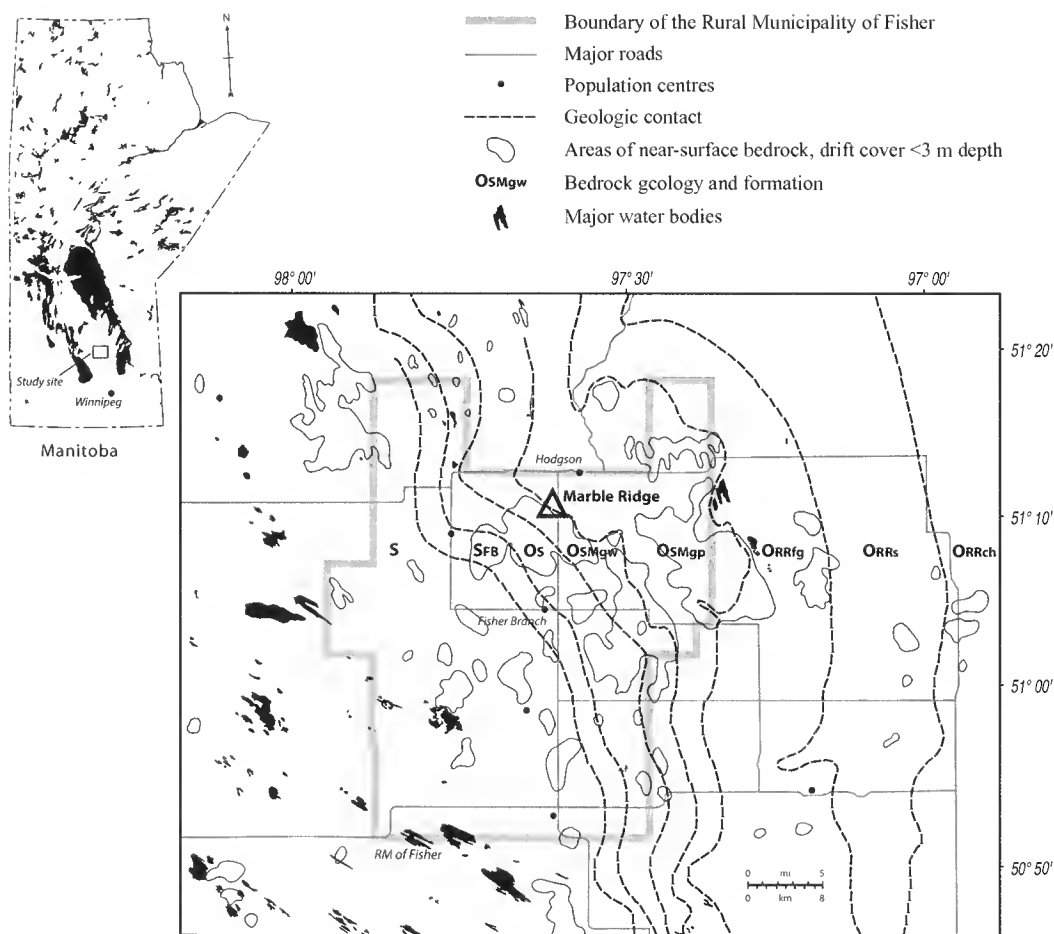 N
Boundary of the Rural Municipality of Fisher
Major roads
Population centres
Geologic contact
Areas of near-surface bedrock, drift cover <3 m depth
OSMgw Bedrock geology and formation
Major water bodies
Study site
Winnipeg
Manitoba
98° 00'
97° 30'
97° 00'
51° 20'
Hodgson
Marble Ridge
51° 10'
S
SFB
OS
OSMgw
OSMgp
ORRfg
ORRs
ORRch
Fisher Branch
51° 00'
RM of Fisher
0 mi 5
0 km 8
50° 50'